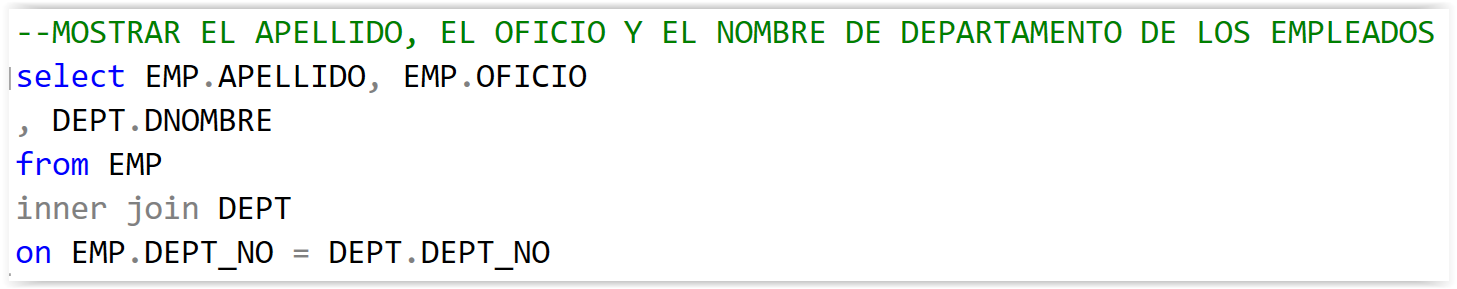 --MOSTRAR EL APELLIDO, EL OFICIO Y EL NOMBRE DE DEPARTAMENTO DE LOS EMPLEADOS
select EMP.APELLIDO, EMP.OFICIO
, DEPT.DNOMBRE
from EMP
inner join DEPT
on EMP.DEPT_NO = DEPT.DEPT_NO